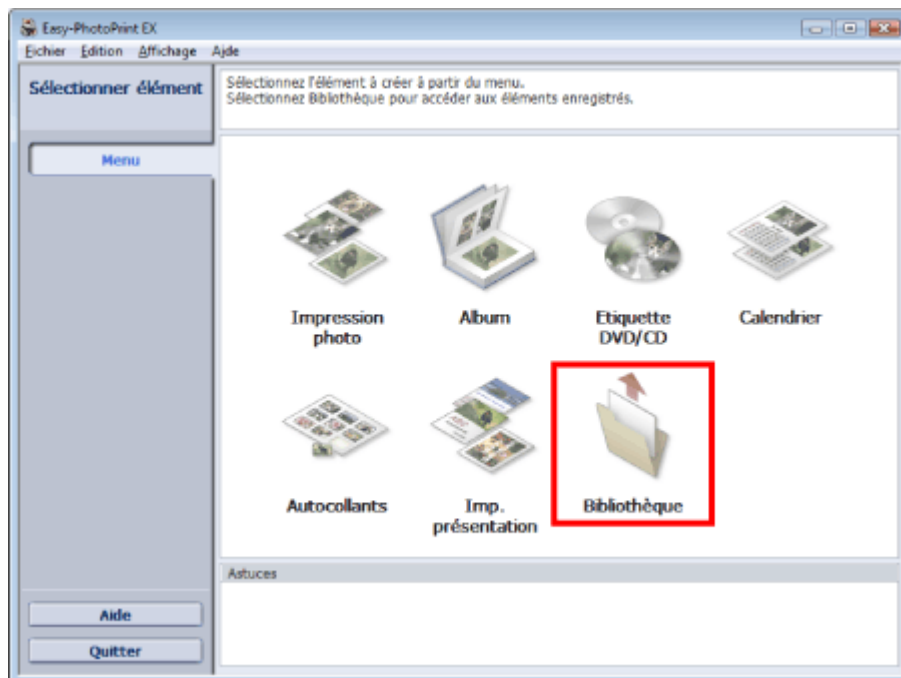 Easy-PhotoPrint EX
Fichier Edition Affichage Aide
Sélectionner élément
Sélectionnez l'élément à créer à partir du menu.
Sélectionnez Bibliothèque pour accéder aux éléments enregistrés.
Menu
Impression
photo
Album
Etiquette
DVD/CD
Calendrier
Autocollants
Imp.
présentation
Bibliothèque
Astuces
Aide
Quitter